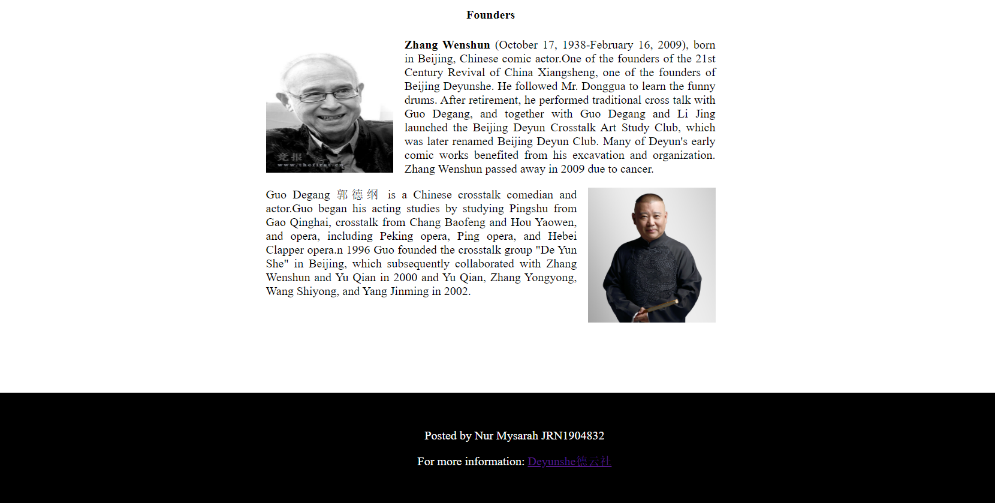 Founders
Zhang Wenshun (October 17, 1938-February 16, 2009), born
in Beijing, Chinese comic actor.One of the founders of the 21st
Century Revival of China Xiangsheng, one of the founders of
Beijing Deyunshe. He followed Mr. Donggua to learn the funny
drums. After retirement, he performed traditional cross talk with
Guo Degang, and together with Guo Degang and Li Jing
launched the Beijing Deyun Crosstalk Art Study Club, which
was later renamed Beijing Deyun Club. Many of Deyun's early
comic works benefited from his excavation and organization.
Zhang Wenshun passed away in 2009 due to cancer.
Guo Degang 郭德纲 is a Chinese crosstalk comedian and
actor.Guo began his acting studies by studying Pingshu from
Gao Qinghai, crosstalk from Chang Baofeng and Hou Yaowen,
and opera, including Peking opera, Ping opera, and Hebei
Clapper opera.n 1996 Guo founded the crosstalk group "De Yun
She" in Beijing, which subsequently collaborated with Zhang
Wenshun and Yu Qian in 2000 and Yu Qian, Zhang Yongyong,
Wang Shiyong, and Yang Jinming in 2002.
Posted by Nur Mysarah JRN1904832
For more information: Deyunshe德云社